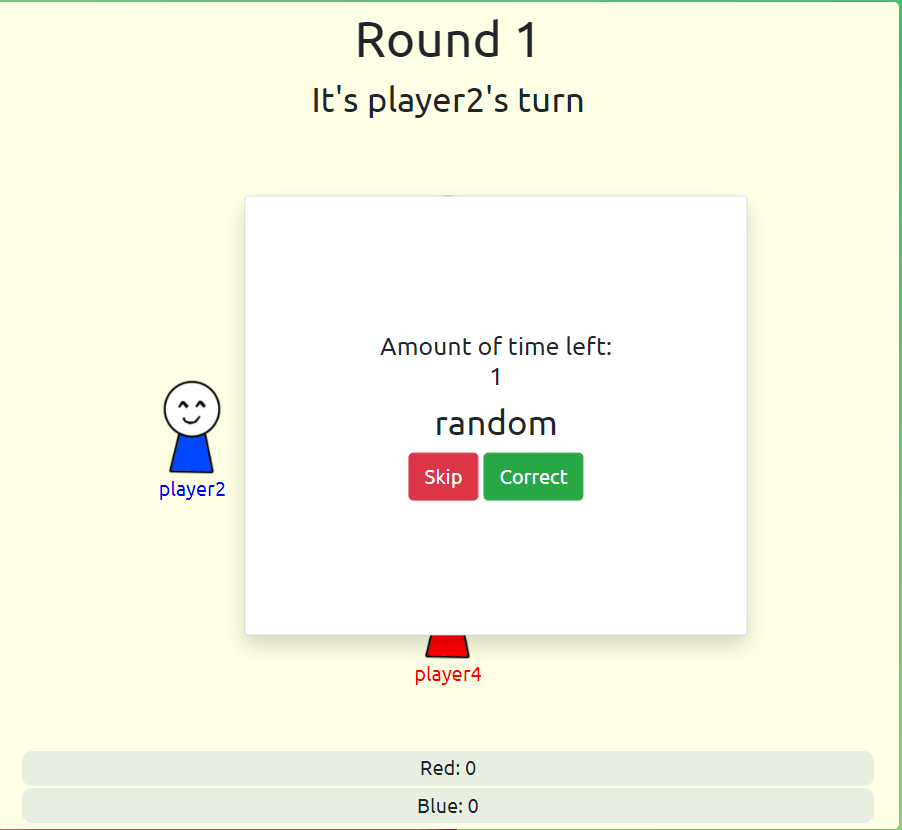 Round 1
It's player2's turn
Amount of time left:
1
random
Skip Correct
player2
player4
Red: 0
Blue: 0